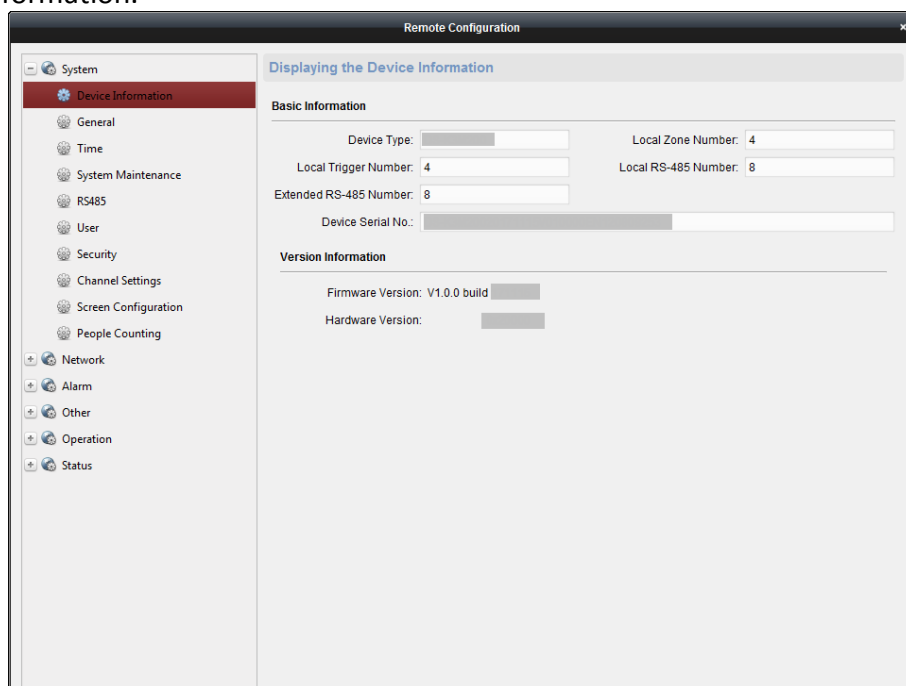 formation.
Remote Configuration
System
Device Information
General
Time
System Maintenance
RS485
User
Security
Channel Settings
Screen Configuration
People Counting
Network
Alarm
Other
Operation
Status
Displaying the Device Information
Basic Information
Device Type: Local Zone Number: 4
Local Trigger Number: 4 Local RS-485 Number: 8
Extended RS-485 Number: 8
Device Serial No.:
Version Information
Firmware Version: V1.0.0 build
Hardware Version: